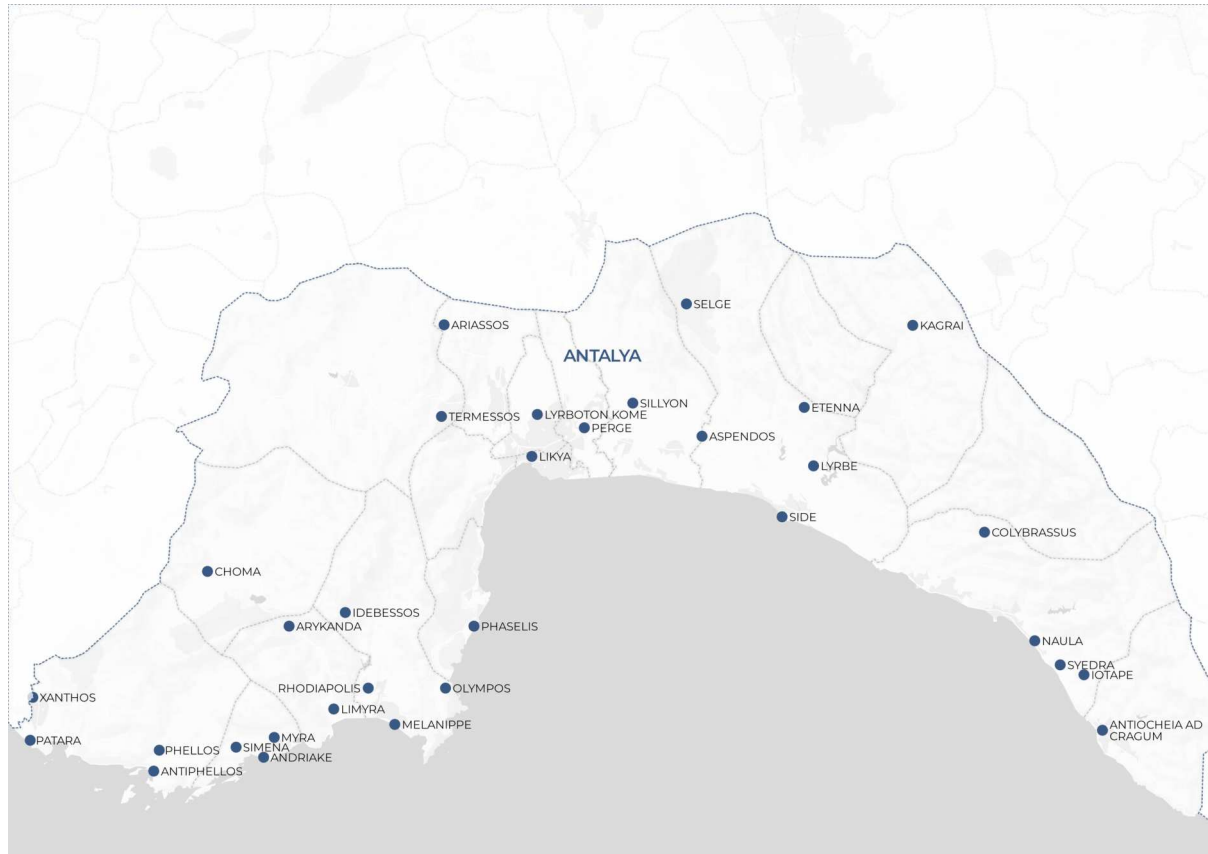 SELGE
ARIASSOS
KAGRAI
ANTALYA
SILLYON
ETENNA
TERMESSOS
LYRBOTON KOME
PERGE
ASPENDOS
LIKYA
LYRBE
SIDE
COLYBRASSUS
CHOMA
IDEBESSOS
ARYKANDA
PHASELIS
NAULA
SYEDRA
IOTAPE
RHODIAPOLIS
OLYMPOS
XANTHOS
LIMYRA
MELANIPPE
ANTIOCHEIA AD
CRAGUM
PATARA
MYRA
PHELLOS
SIMENA
ANDRIAKE
ANTIPHELLOS